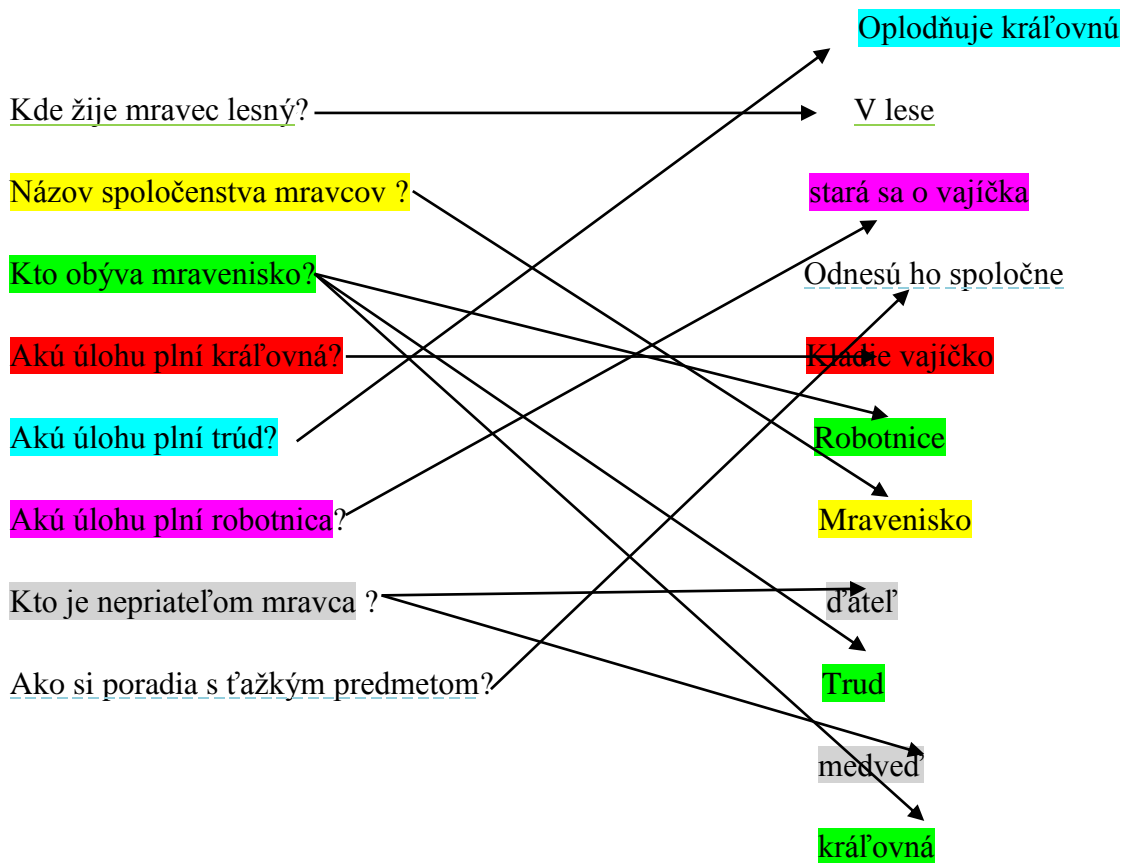 Oplodňuje kráľovnú
Kde žije mravec lesný?
V lese
Názov spoločenstva mravcov ?
stará sa o vajíčka
Kto obýva mravenisko?
Odnesú ho spoločne
Akú úlohu plní kráľovná?
Kladie vajíčko
Akú úlohu plní trúd?
Robotnice
Akú úlohu plní robotnica?
Mravenisko
Kto je nepriateľom mravca ?
ďateľ
Ako si poradia s ťažkým predmetom?
Trud
medveď
kráľovná